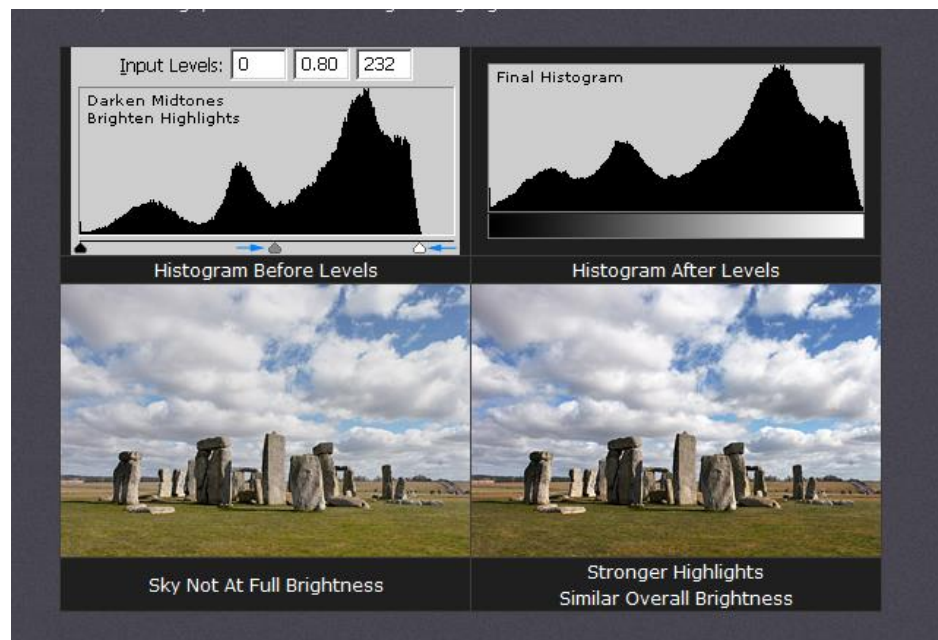 Input Levels: 0 0.80 232
Darken Midtones
Brighten Highlights
Final Histogram
Histogram Before Levels
Histogram After Levels
Sky Not At Full Brightness
Stronger Highlights
Similar Overall Brightness